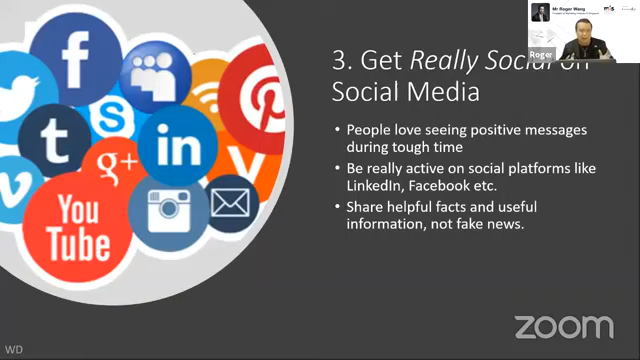 Mr Roger Wang
Roger
3. Get Really Social on
Social Media
• People love seeing positive messages
during tough time
• Be really active on social platforms like
LinkedIn, Facebook etc.
• Share helpful facts and useful
information, not fake news.
f
t
S
g+
in
P
You
Tube
zoom
WD